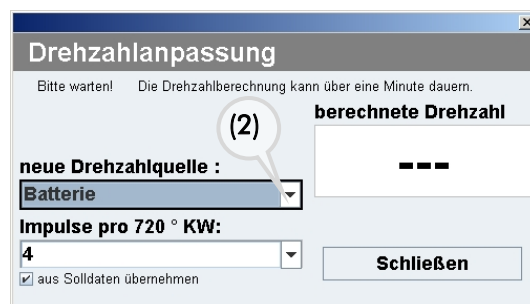 Drehzahlanpassung
Bitte warten! Die Drehzahlberechnung kann über eine Minute dauern.
(2)
berechnete Drehzahl
---
neue Drehzahlquelle :
Batterie
Impulse pro 720 ° KW:
4
aus Solldaten übernehmen
Schließen